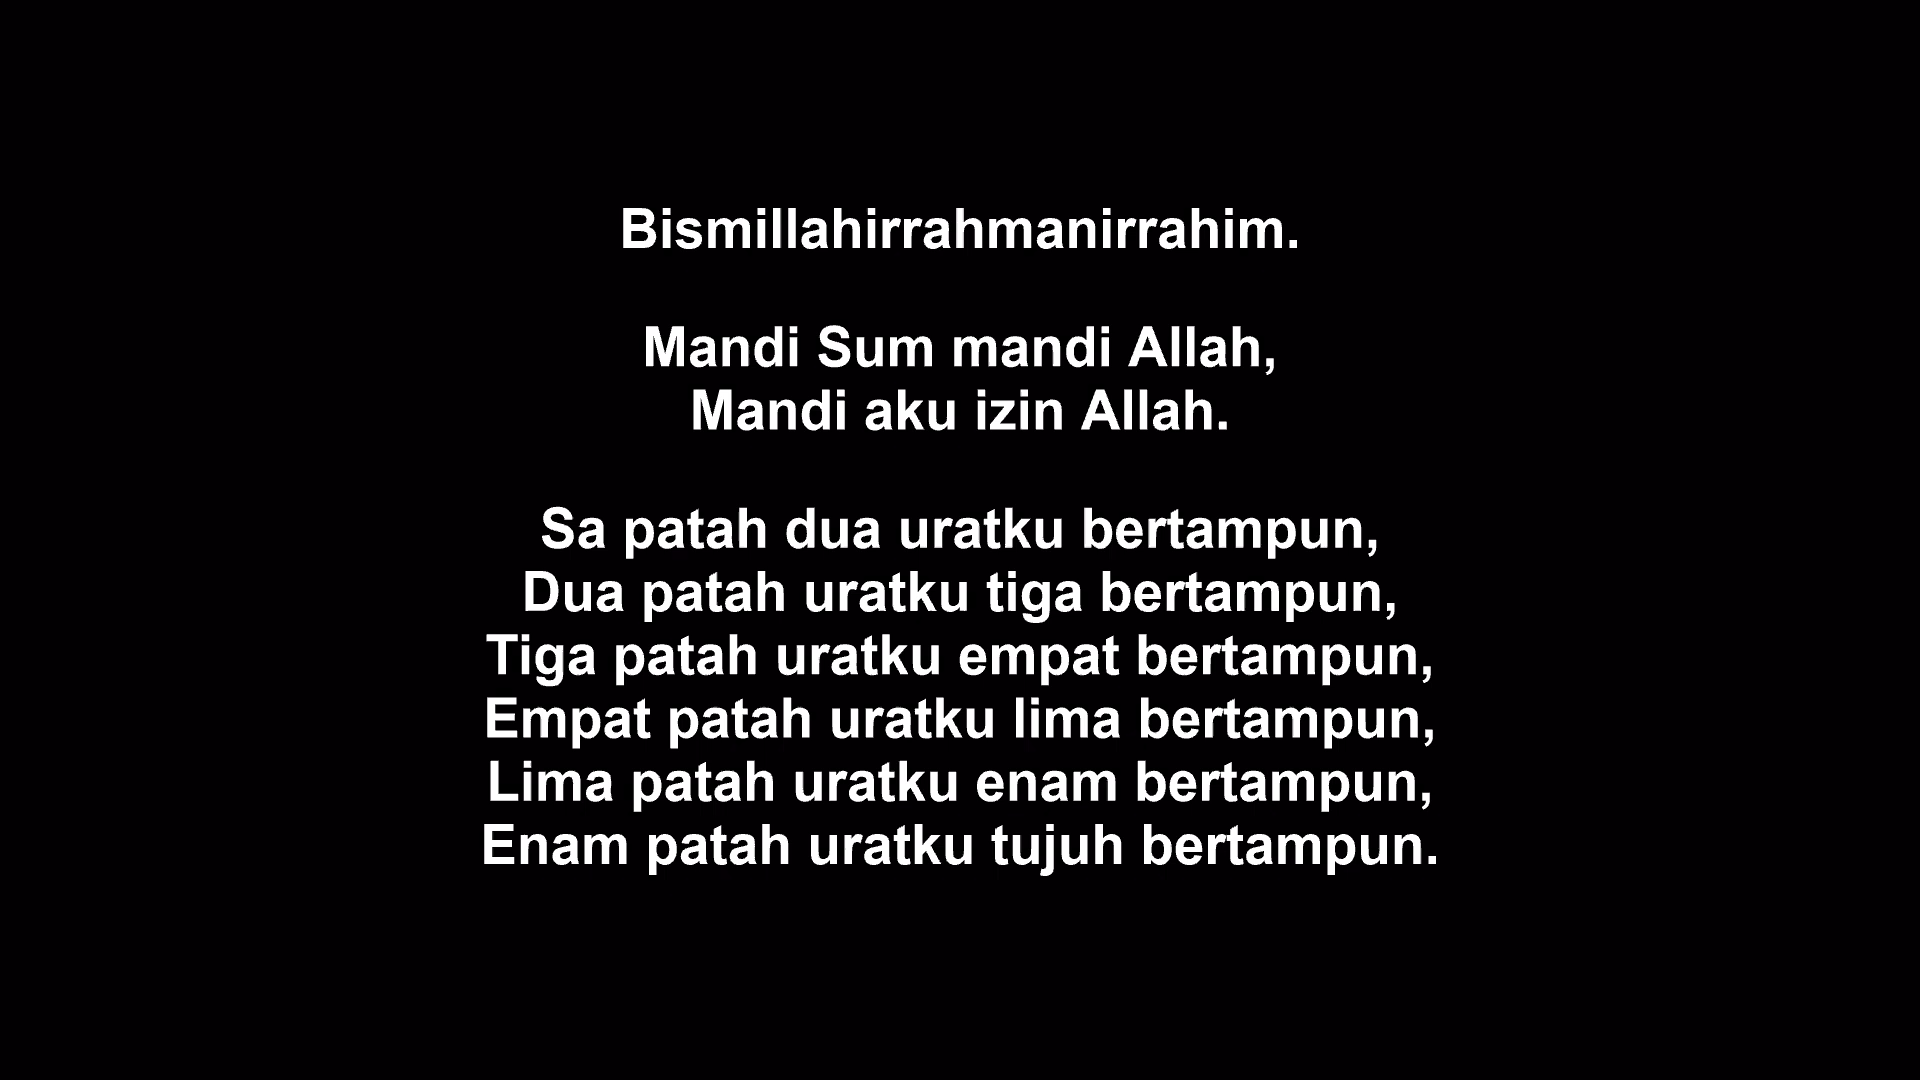 Bismillahirrahmanirrahim.
Mandi Sum mandi Allah,
Mandi aku izin Allah.
Sa patah dua uratku bertampun,
Dua patah uratku tiga bertampun,
Tiga patah uratku empat bertampun,
Empat patah uratku lima bertampun,
Lima patah uratku enam bertampun,
Enam patah uratku tujuh bertampun.